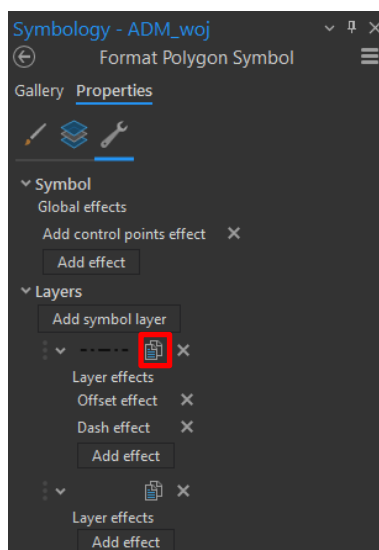 Symbology - ADM_woj
Format Polygon Symbol
Gallery Properties
Symbol
Global effects
Add control points effect
Add effect
Layers
Add symbol layer
Layer effects
Offset effect
Dash effect
Add effect
Layer effects
Add effect